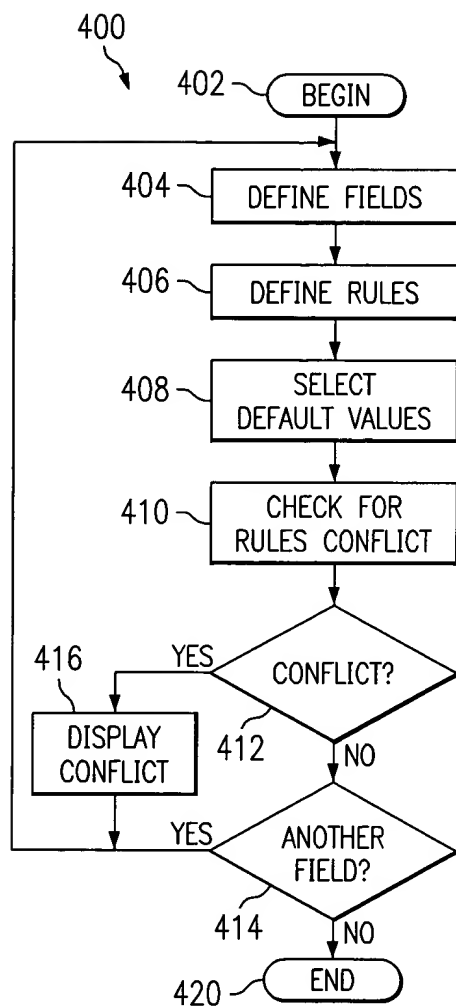 400
402
BEGIN
404
DEFINE FIELDS
406
DEFINE RULES
408
SELECT
DEFAULT VALUES
410
CHECK FOR
RULES CONFLICT
YES
CONFLICT?
416
412
DISPLAY
CONFLICT
NO
YES
ANOTHER
FIELD?
414
NO
420
END